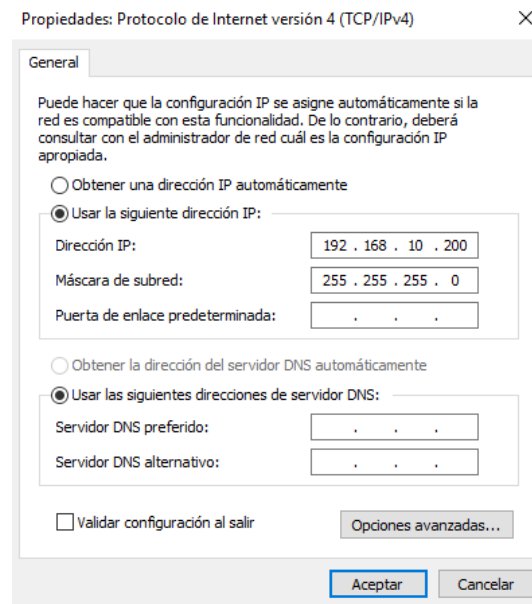 Propiedades: Protocolo de Internet versión 4 (TCP/IPv4)
General
Puede hacer que la configuración IP se asigne automáticamente si la
red es compatible con esta funcionalidad. De lo contrario, deberá
consultar con el administrador de red cuál es la configuración IP
apropiada.
Obtener una dirección IP automáticamente
Usar la siguiente dirección IP:
Dirección IP: 192 . 168 . 10 . 200
Máscara de subred: 255 . 255 . 255 . 0
Puerta de enlace predeterminada: . . .
Obtener la dirección del servidor DNS automáticamente
Usar las siguientes direcciones de servidor DNS:
Servidor DNS preferido: . . .
Servidor DNS alternativo: . . .
Validar configuración al salir Opciones avanzadas...
Aceptar Cancelar